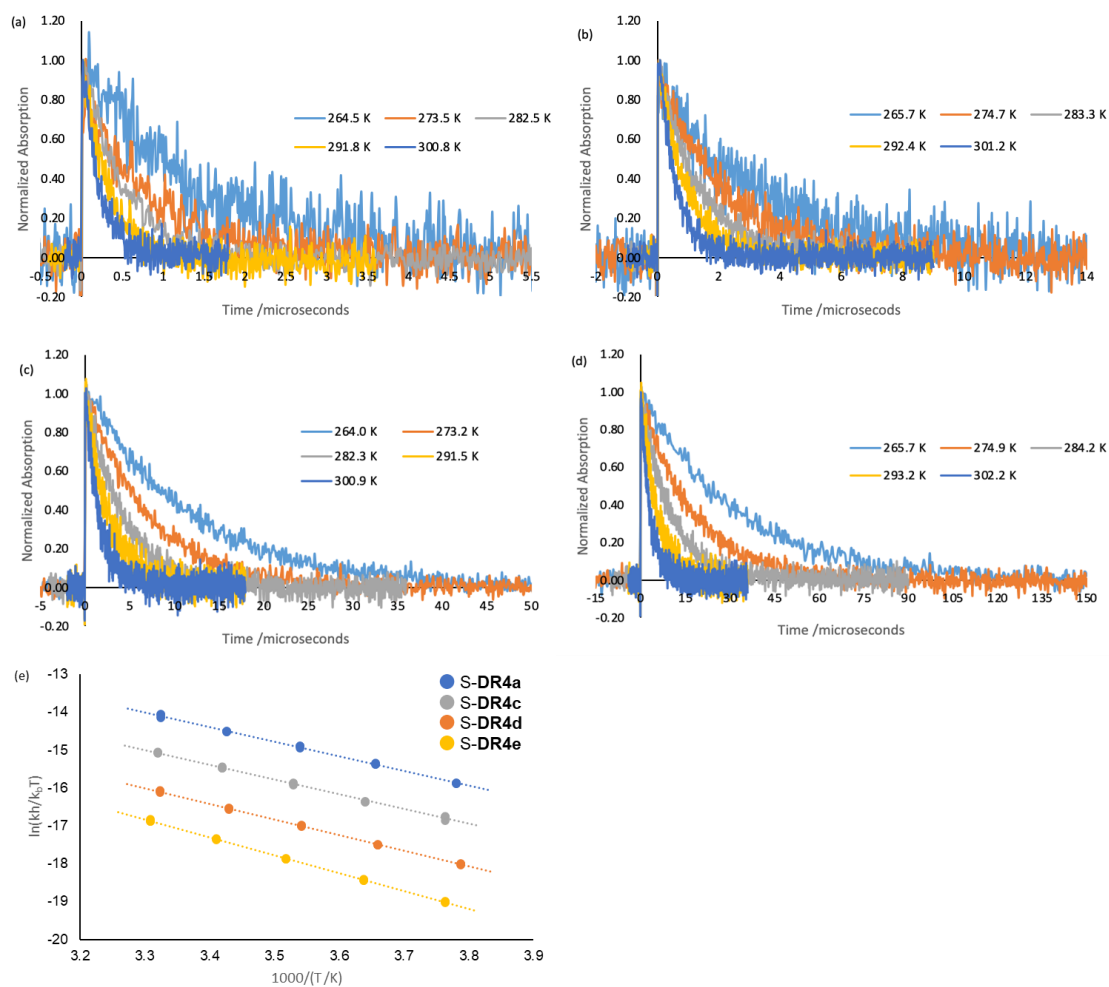 (a)
1.20
1.00
0.80
0.60
0.40
0.20
0.00
-0.20
Normalized Absorption
264.5 K 273.5 K 282.5 K
291.8 K 300.8 K
-0.5 0 0.5 1 1.5 2 2.5 3 3.5 4 4.5 5 5.5
Time /microseconds
(b)
1.20
1.00
0.80
0.60
0.40
0.20
0.00
-0.20
Normalized Absorption
265.7 K 274.7 K 283.3 K
292.4 K 301.2 K
-2 0 2 4 6 8 10 12 14
Time /microsecods
(c)
1.20
1.00
0.80
0.60
0.40
0.20
0.00
-0.20
Normalized Absorption
264.0 K 273.2 K
282.3 K 291.5 K
300.9 K
-5 0 5 10 15 20 25 30 35 40 45 50
Time /microseconds
(d)
1.20
1.00
0.80
0.60
0.40
0.20
0.00
-0.20
Normalized Absorption
265.7 K 274.9 K 284.2 K
293.2 K 302.2 K
-15 0 15 30 45 60 75 90 105 120 135 150
Time /microseconds
(e)
-13
-14
-15
-16
-17
-18
-19
-20
ln(kh/k_bT)
S-DR4a
S-DR4c
S-DR4d
S-DR4e
3.2 3.3 3.4 3.5 3.6 3.7 3.8 3.9
1000/(T/K)